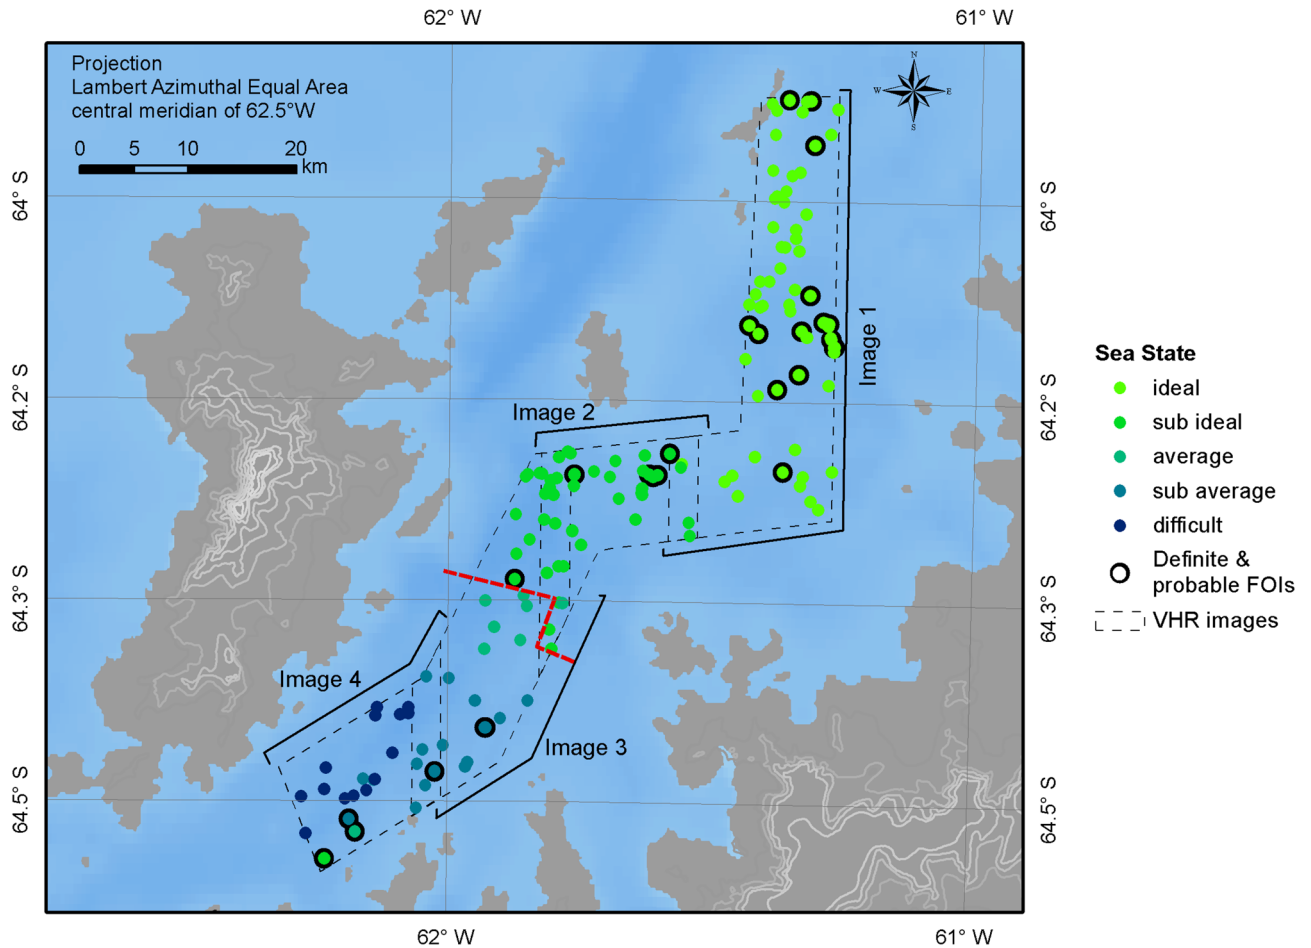 62° W
61° W
Projection
Lambert Azimuthal Equal Area
central meridian of 62.5°W
0 5 10 20
km
N
W E
S
64° S
64° S
Image 1
64.2° S
64.2° S
Image 2
Sea State
ideal
sub ideal
average
sub average
difficult
Definite &
probable FOIs
VHR images
64.3° S
64.3° S
Image 4
Image 3
64.5° S
64.5° S
62° W
61° W